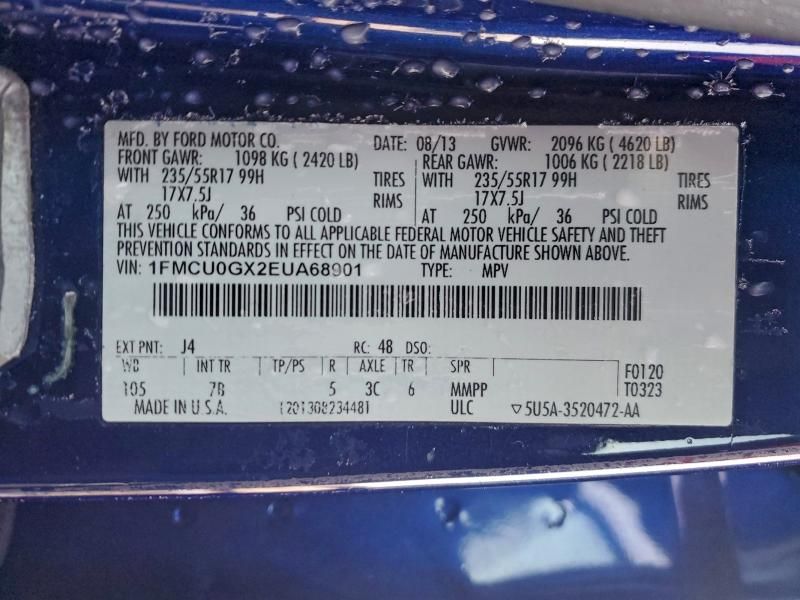 MFD. BY FORD MOTOR CO. DATE: 08/13 GVWR: 2096 KG ( 4620 LB)
FRONT GAWR: 1098 KG ( 2420 LB) REAR GAWR: 1006 KG ( 2218 LB)
WITH 235/55R17 99H TIRES WITH 235/55R17 99H TIRES
17X7.5J RIMS 17X7.5J RIMS
AT 250 kPa/ 36 PSI COLD AT 250 kPa/ 36 PSI COLD
THIS VEHICLE CONFORMS TO ALL APPLICABLE FEDERAL MOTOR VEHICLE SAFETY AND THEFT
PREVENTION STANDARDS IN EFFECT ON THE DATE OF MANUFACTURE SHOWN ABOVE.
VIN: 1FMCU0GX2EUA68901 TYPE: MPV
EXT PNT: J4 RC: 48 DSO:
WB INT TR TP/PS R AXLE TR SPR F0120
105 7B 5 3C 6 MMPP T0323
MADE IN U.S.A. 201308234481 ULC 5U5A-3520472-AA